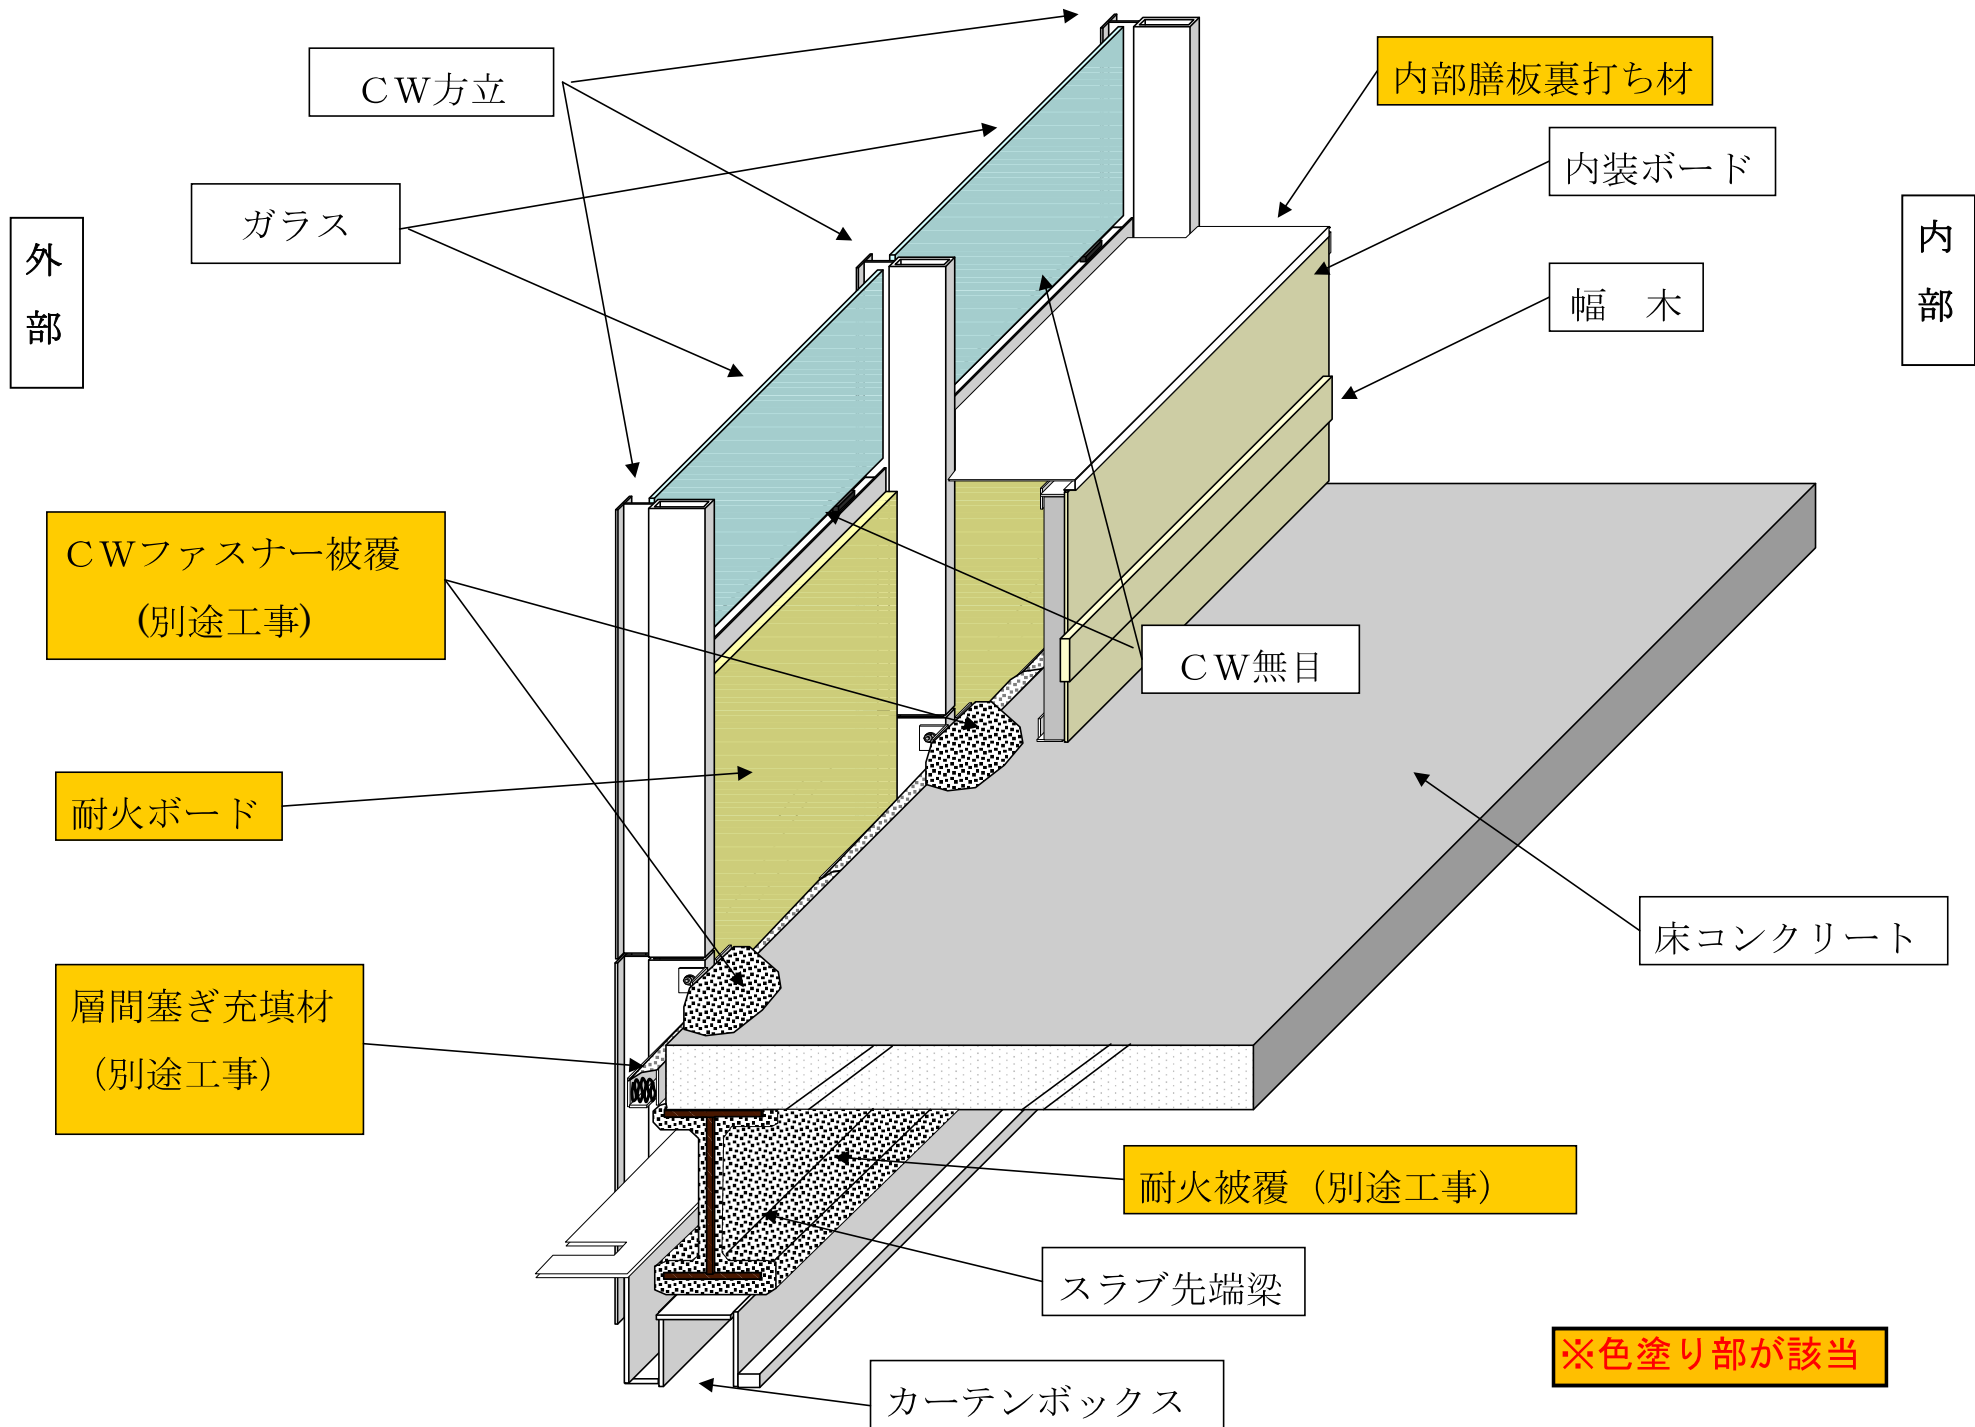 CW方立
内部膳板裏打ち材
内装ボード
ガラス
外部
内部
幅　木
CWファスナー被覆
(別途工事)
CW無目
耐火ボード
床コンクリート
層間塞ぎ充填材
（別途工事）
耐火被覆（別途工事）
スラブ先端梁
※色塗り部が該当
カーテンボックス